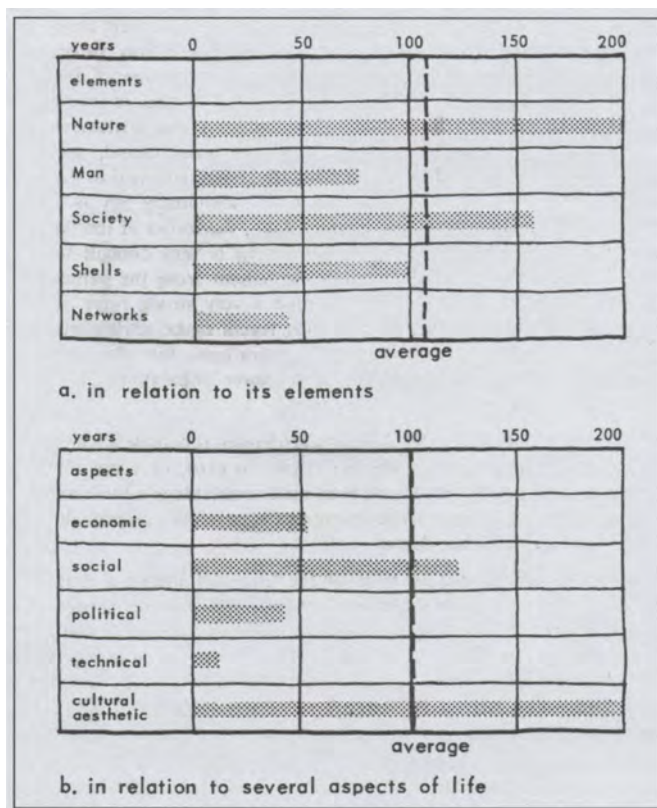 years 0 50 100 150 200
elements
Nature
Man
Society
Shells
Networks
average
a. in relation to its elements
years 0 50 100 150 200
aspects
economic
social
political
technical
cultural
aesthetic
average
b. in relation to several aspects of life